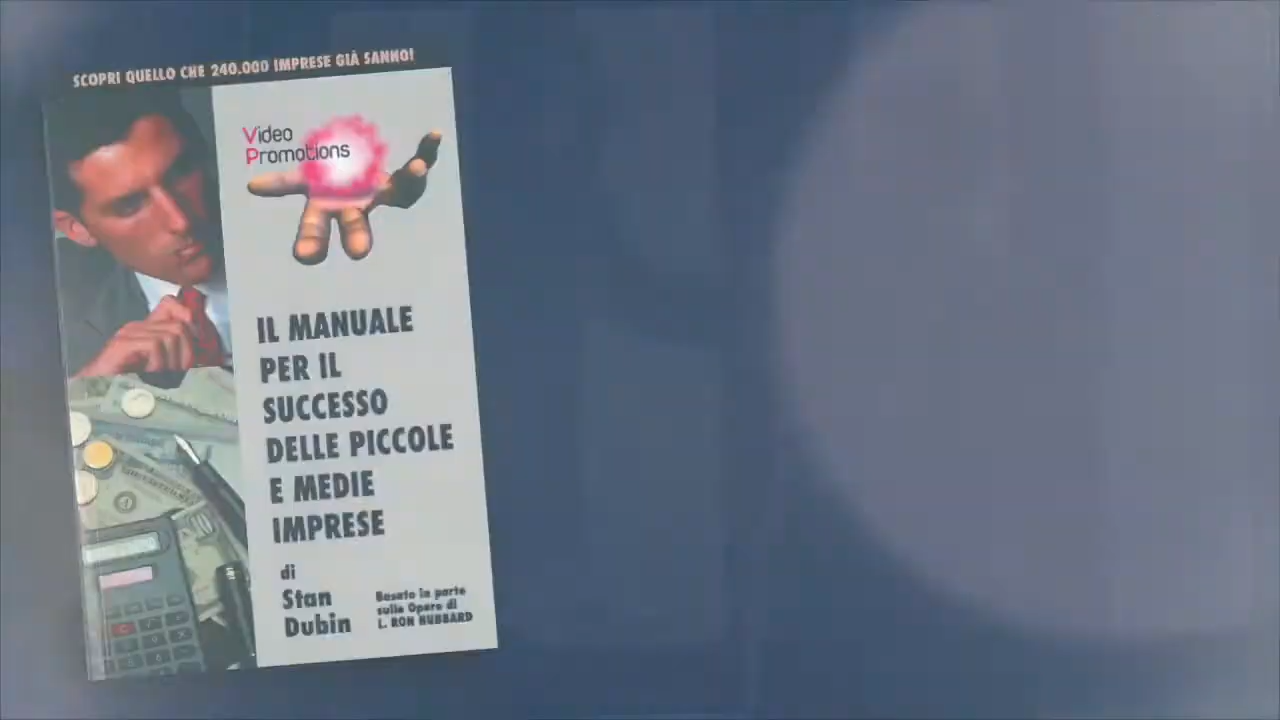 SCOPRI QUELLO CHE 240.000 IMPRESE GIÀ SANNO!
Video
Promotions
IL MANUALE
PER IL
SUCCESSO
DELLE PICCOLE
E MEDIE
IMPRESE
di
Stan
Dubin
Basato in parte
sulle Opere di
L. RON HUBBARD